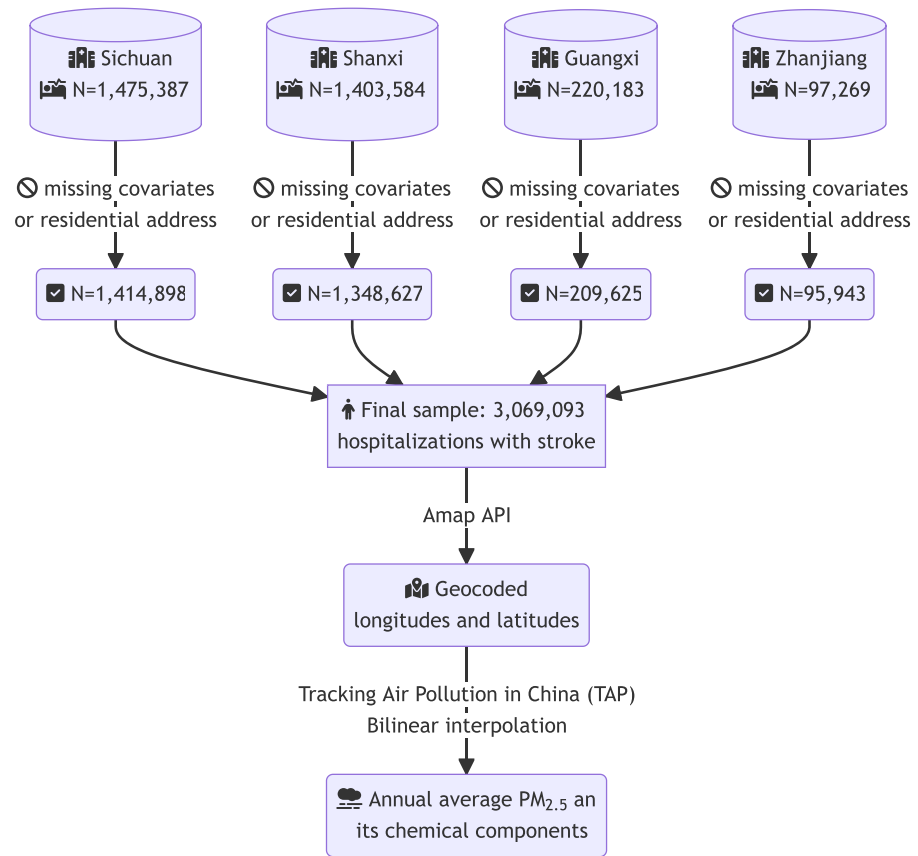 Sichuan
N=1,475,387
Shanxi
N=1,403,584
Guangxi
N=220,183
Zhanjiang
N=97,269
missing covariates
or residential address
missing covariates
or residential address
missing covariates
or residential address
missing covariates
or residential address
N=1,414,898
N=1,348,627
N=209,625
N=95,943
Final sample: 3,069,093
hospitalizations with stroke
Amap API
Geocoded
longitudes and latitudes
Tracking Air Pollution in China (TAP)
Bilinear interpolation
Annual average PM2.5 an
its chemical components